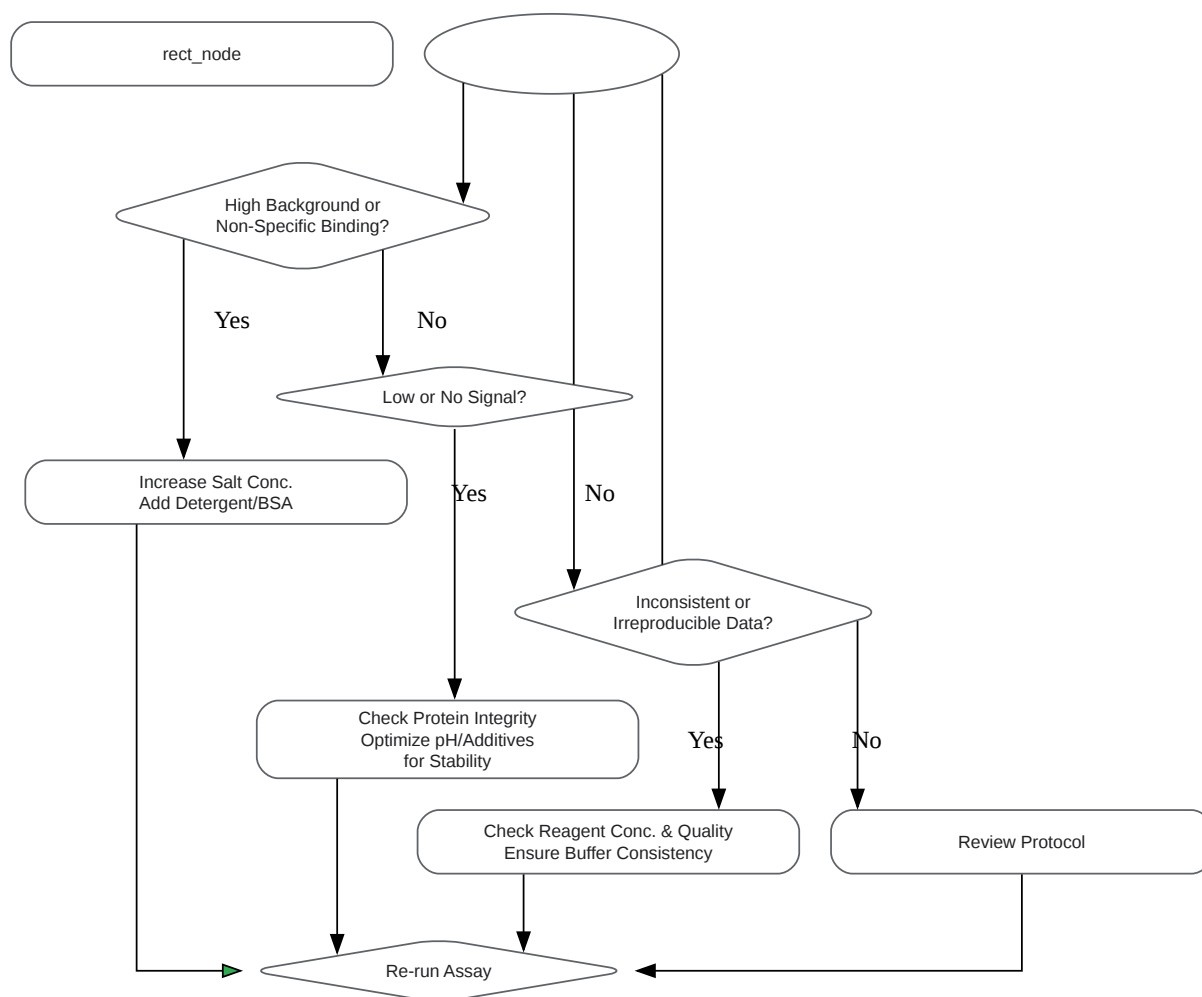 rect_node
High Background or
Non-Specific Binding?
Yes
No
Low or No Signal?
Increase Salt Conc.
Add Detergent/BSA
Yes
No
Inconsistent or
Irreproducible Data?
Check Protein Integrity
Optimize pH/Additives
for Stability
Yes
No
Check Reagent Conc. & Quality
Ensure Buffer Consistency
Review Protocol
Re-run Assay